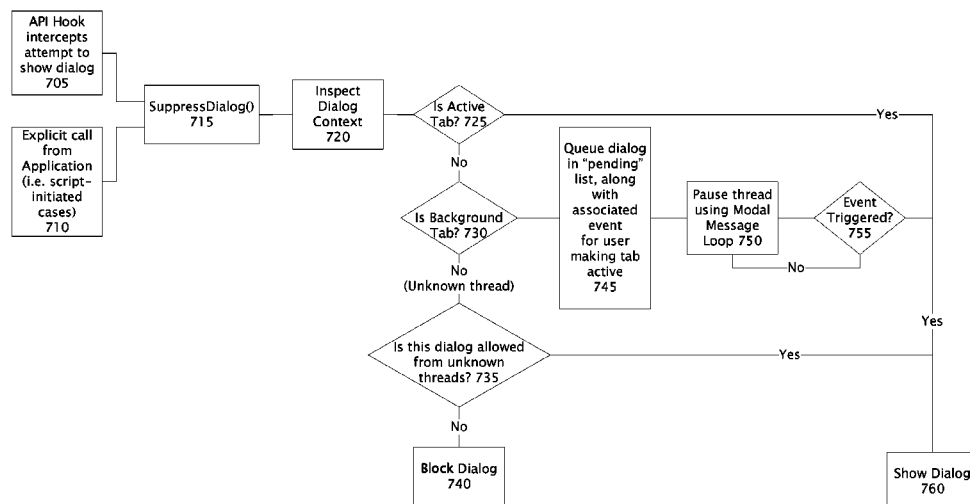 API Hook
intercepts
attempt to
show dialog
705
Explicit call
from
Application
(i.e. script-
initiated
cases)
710
SuppressDialog()
715
Inspect
Dialog
Context
720
Is Active
Tab? 725
Yes
No
Is Background
Tab? 730
Queue dialog
in "pending"
list, along
with
associated
event
for user
making tab
active
745
Pause thread
using Modal
Message
Loop 750
Event
Triggered?
755
No
Yes
No
(Unknown thread)
Is this dialog allowed
from unknown
threads? 735
Yes
No
Block Dialog
740
Show Dialog
760